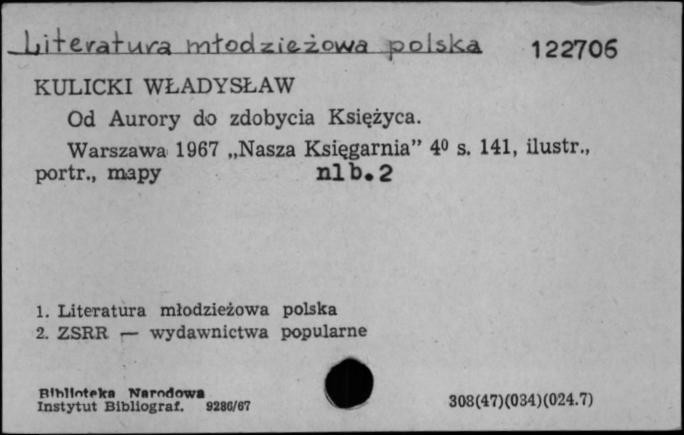 Literatura młodzieżowa polska 122706
KULICKI WŁADYSŁAW
Od Aurory do zdobycia Księżyca.
Warszawa 1967 „Nasza Księgarnia” 4⁰ s. 141, ilustr.,
portr., mapy nlb.2
1. Literatura młodzieżowa polska
2. ZSRR — wydawnictwa popularne
Biblioteka Narodowa
Instytut Bibliograf. 9286/67 308(47)(034)(024.7)